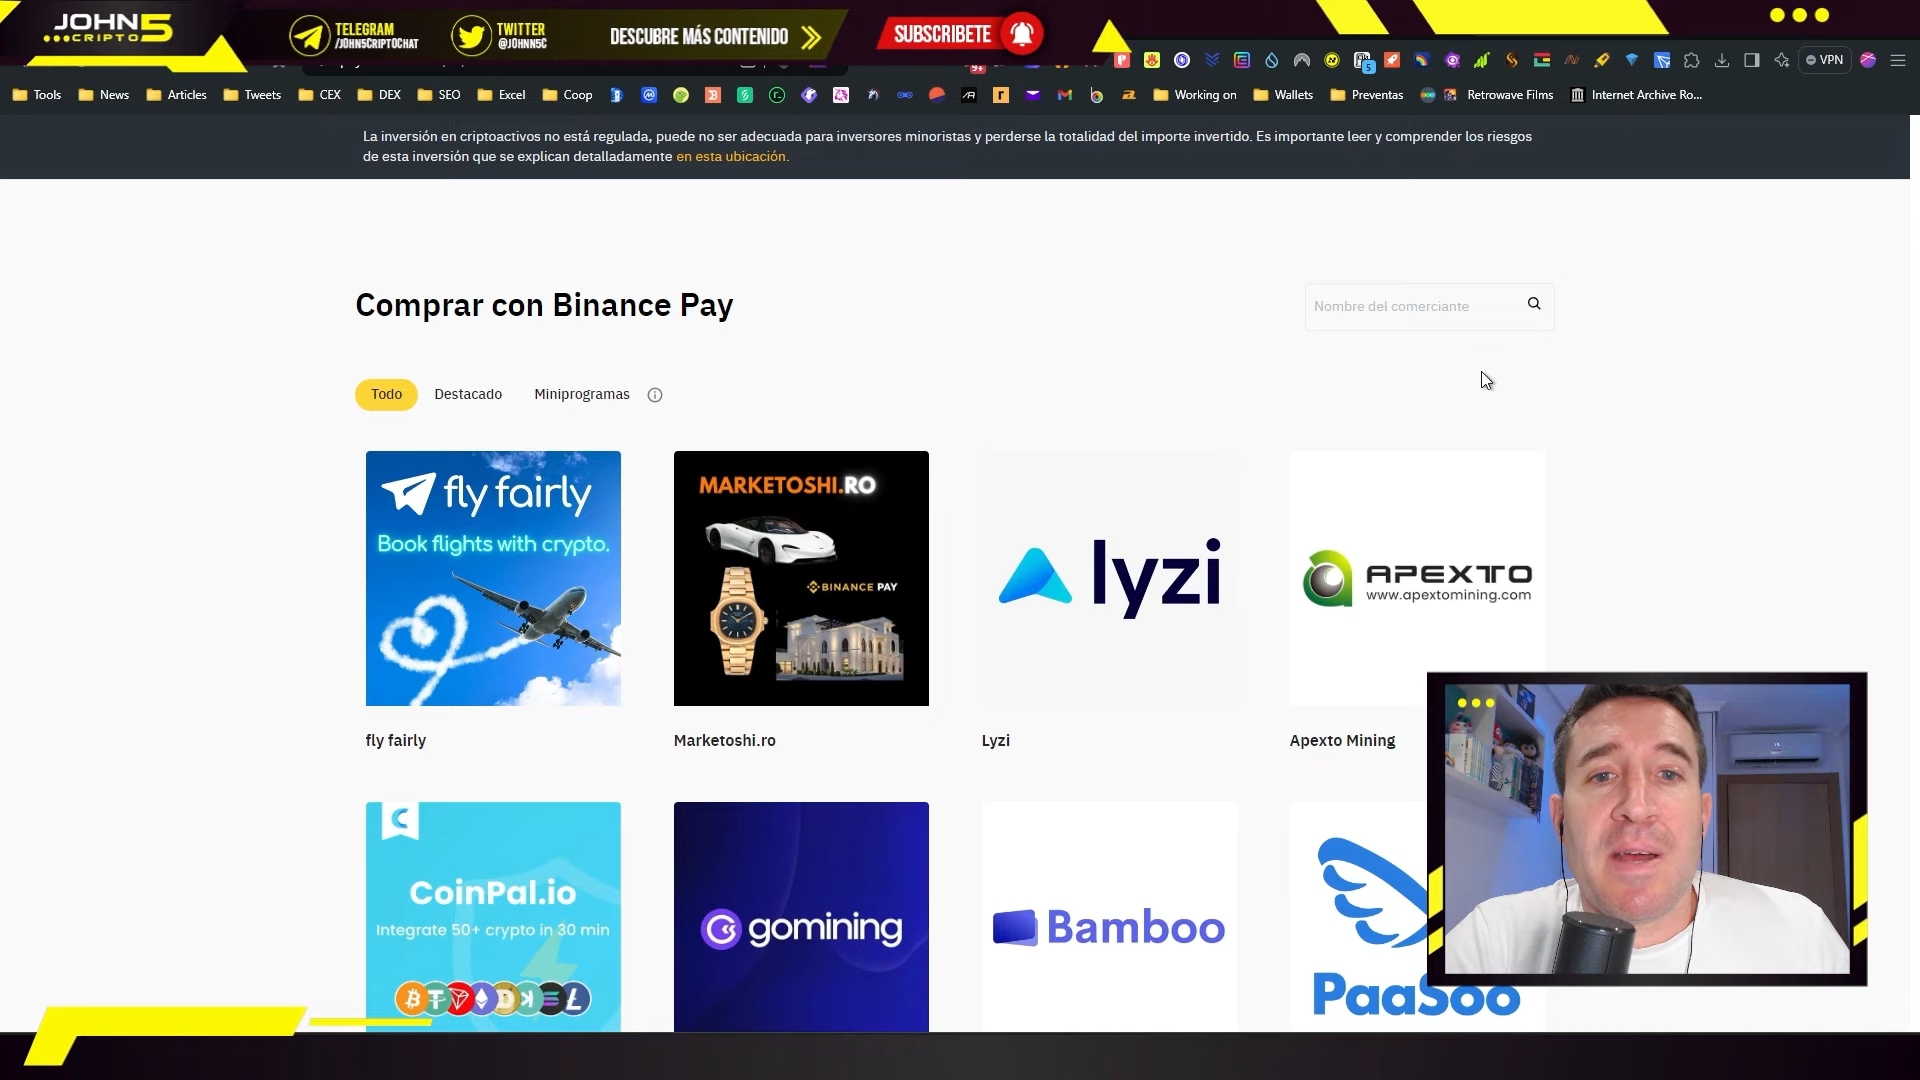 JOHN 5
CRIPTO
TELEGRAM
/JOHN5CRIPTOCHAT
TWITTER
@JOHNN5C
DESCUBRE MÁS CONTENIDO
SUBSCRIBETE
VPN
Tools
News
Articles
Tweets
CEX
DEX
SEO
Excel
Coop
Working on
Wallets
Preventas
Retrowave Films
Internet Archive Ro...
La inversión en criptoactivos no está regulada, puede no ser adecuada para inversores minoristas y perderse la totalidad del importe invertido. Es importante leer y comprender los riesgos
de esta inversión que se explican detalladamente en esta ubicación.
Comprar con Binance Pay
Nombre del comerciante
Todo
Destacado
Miniprogramas
fly fairly
Book flights with crypto.
MARKETOSHI.RO
BINANCE PAY
lyzi
APEXTO
www.apextomining.com
fly fairly
Marketoshi.ro
Lyzi
Apexto Mining
CoinPal.io
Integrate 50+ crypto in 30 min
gomining
Bamboo
PaaSoo